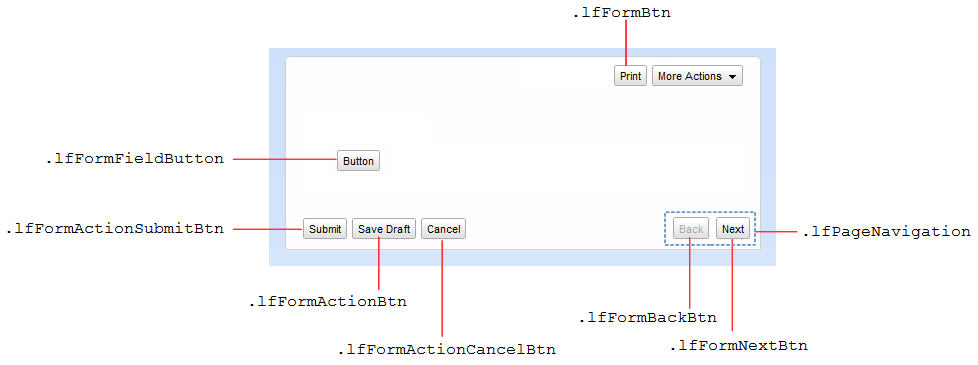 .lfFormBtn
Print More Actions
.lfFormFieldButton
Button
.lfFormActionSubmitBtn
Submit Save Draft Cancel
Back Next
.lfPageNavigation
.lfFormActionBtn
.lfFormBackBtn
.lfFormActionCancelBtn
.lfFormNextBtn